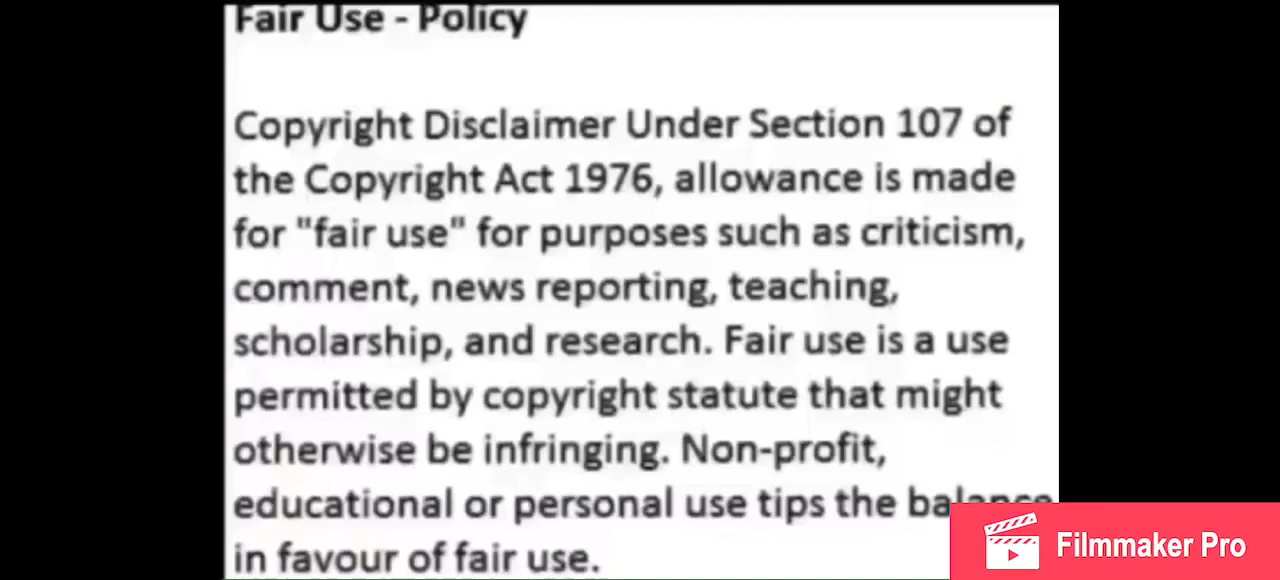 Fair Use - Policy
Copyright Disclaimer Under Section 107 of
the Copyright Act 1976, allowance is made
for "fair use" for purposes such as criticism,
comment, news reporting, teaching,
scholarship, and research. Fair use is a use
permitted by copyright statute that might
otherwise be infringing. Non-profit,
educational or personal use tips the balance
in favour of fair use.
Filmmaker Pro